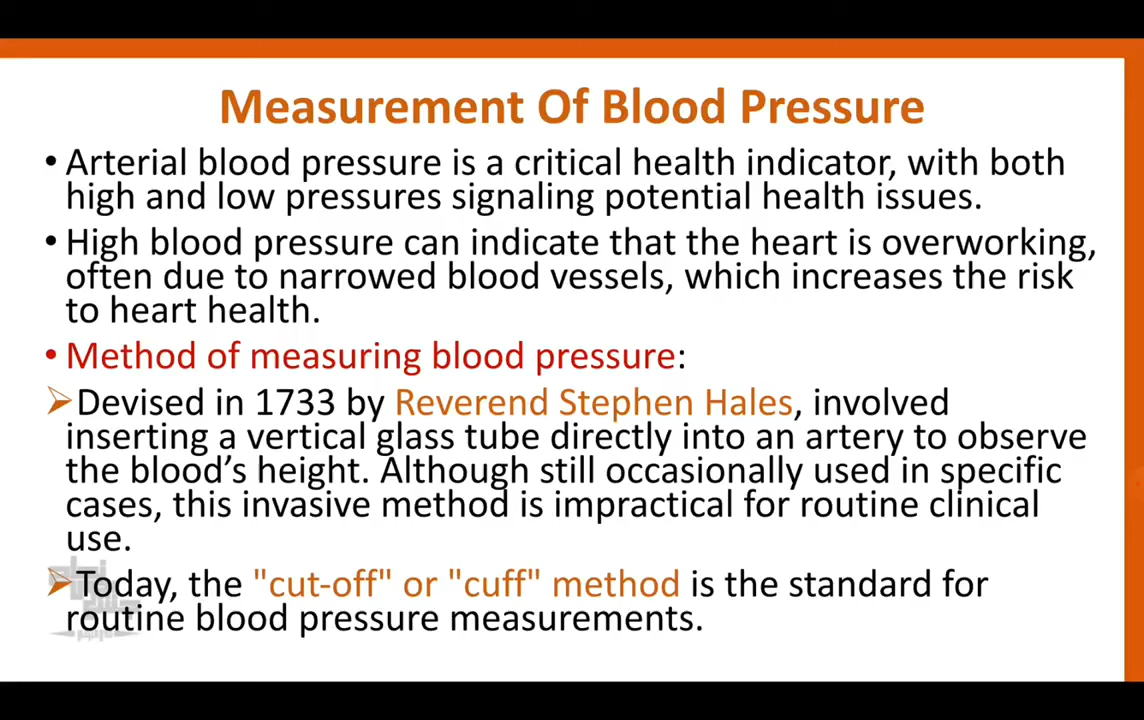 Measurement Of Blood Pressure
• Arterial blood pressure is a critical health indicator, with both
high and low pressures signaling potential health issues.
• High blood pressure can indicate that the heart is overworking,
often due to narrowed blood vessels, which increases the risk
to heart health.
• Method of measuring blood pressure:
➢Devised in 1733 by Reverend Stephen Hales, involved
inserting a vertical glass tube directly into an artery to observe
the blood’s height. Although still occasionally used in specific
cases, this invasive method is impractical for routine clinical
use.
➢Today, the "cut-off" or "cuff" method is the standard for
routine blood pressure measurements.